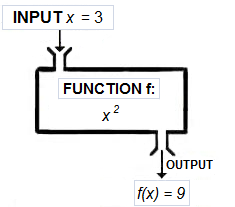 INPUT x = 3
FUNCTION f:
x²
OUTPUT
f(x) = 9